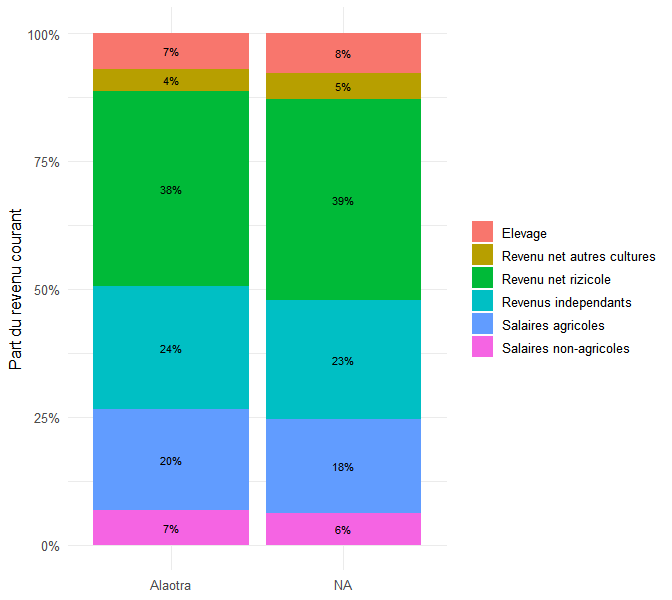 Part du revenu courant
100%
75%
50%
25%
0%
7%
4%
38%
24%
20%
7%
8%
5%
39%
23%
18%
6%
Alaotra
NA
Elevage
Revenu net autres cultures
Revenu net rizicole
Revenus independants
Salaires agricoles
Salaires non-agricoles